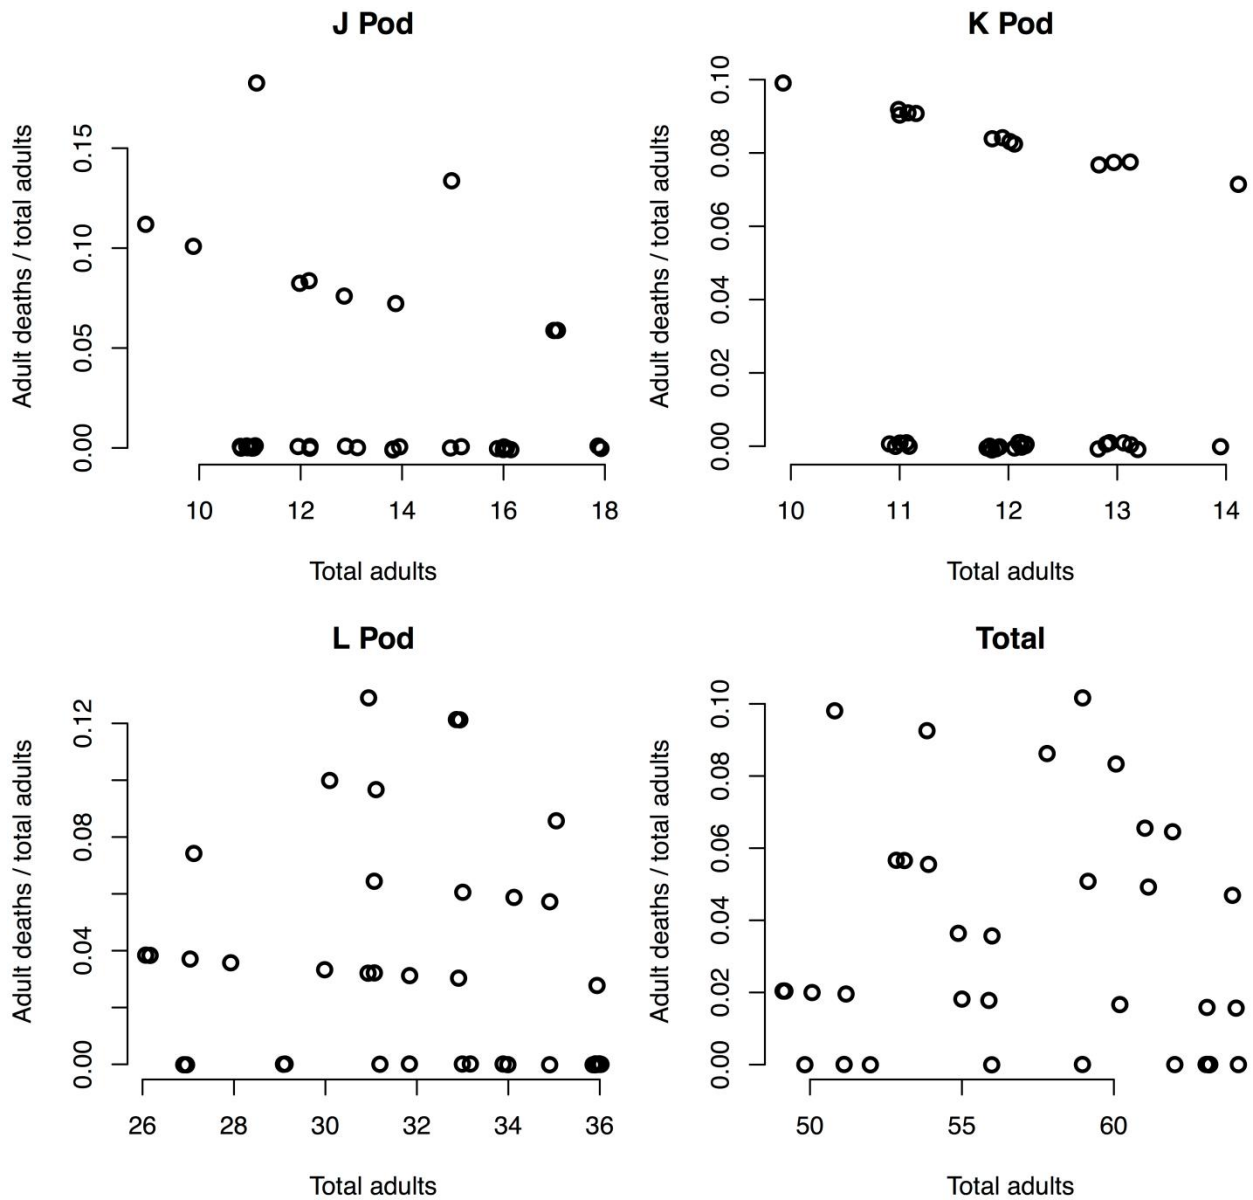 J Pod
Adult deaths / total adults
0.00 0.05 0.10 0.15
10 12 14 16 18
Total adults
K Pod
Adult deaths / total adults
0.00 0.02 0.04 0.06 0.08 0.10
10 11 12 13 14
Total adults
L Pod
Adult deaths / total adults
0.00 0.04 0.08 0.12
26 28 30 32 34 36
Total adults
Total
Adult deaths / total adults
0.00 0.02 0.04 0.06 0.08 0.10
50 55 60
Total adults